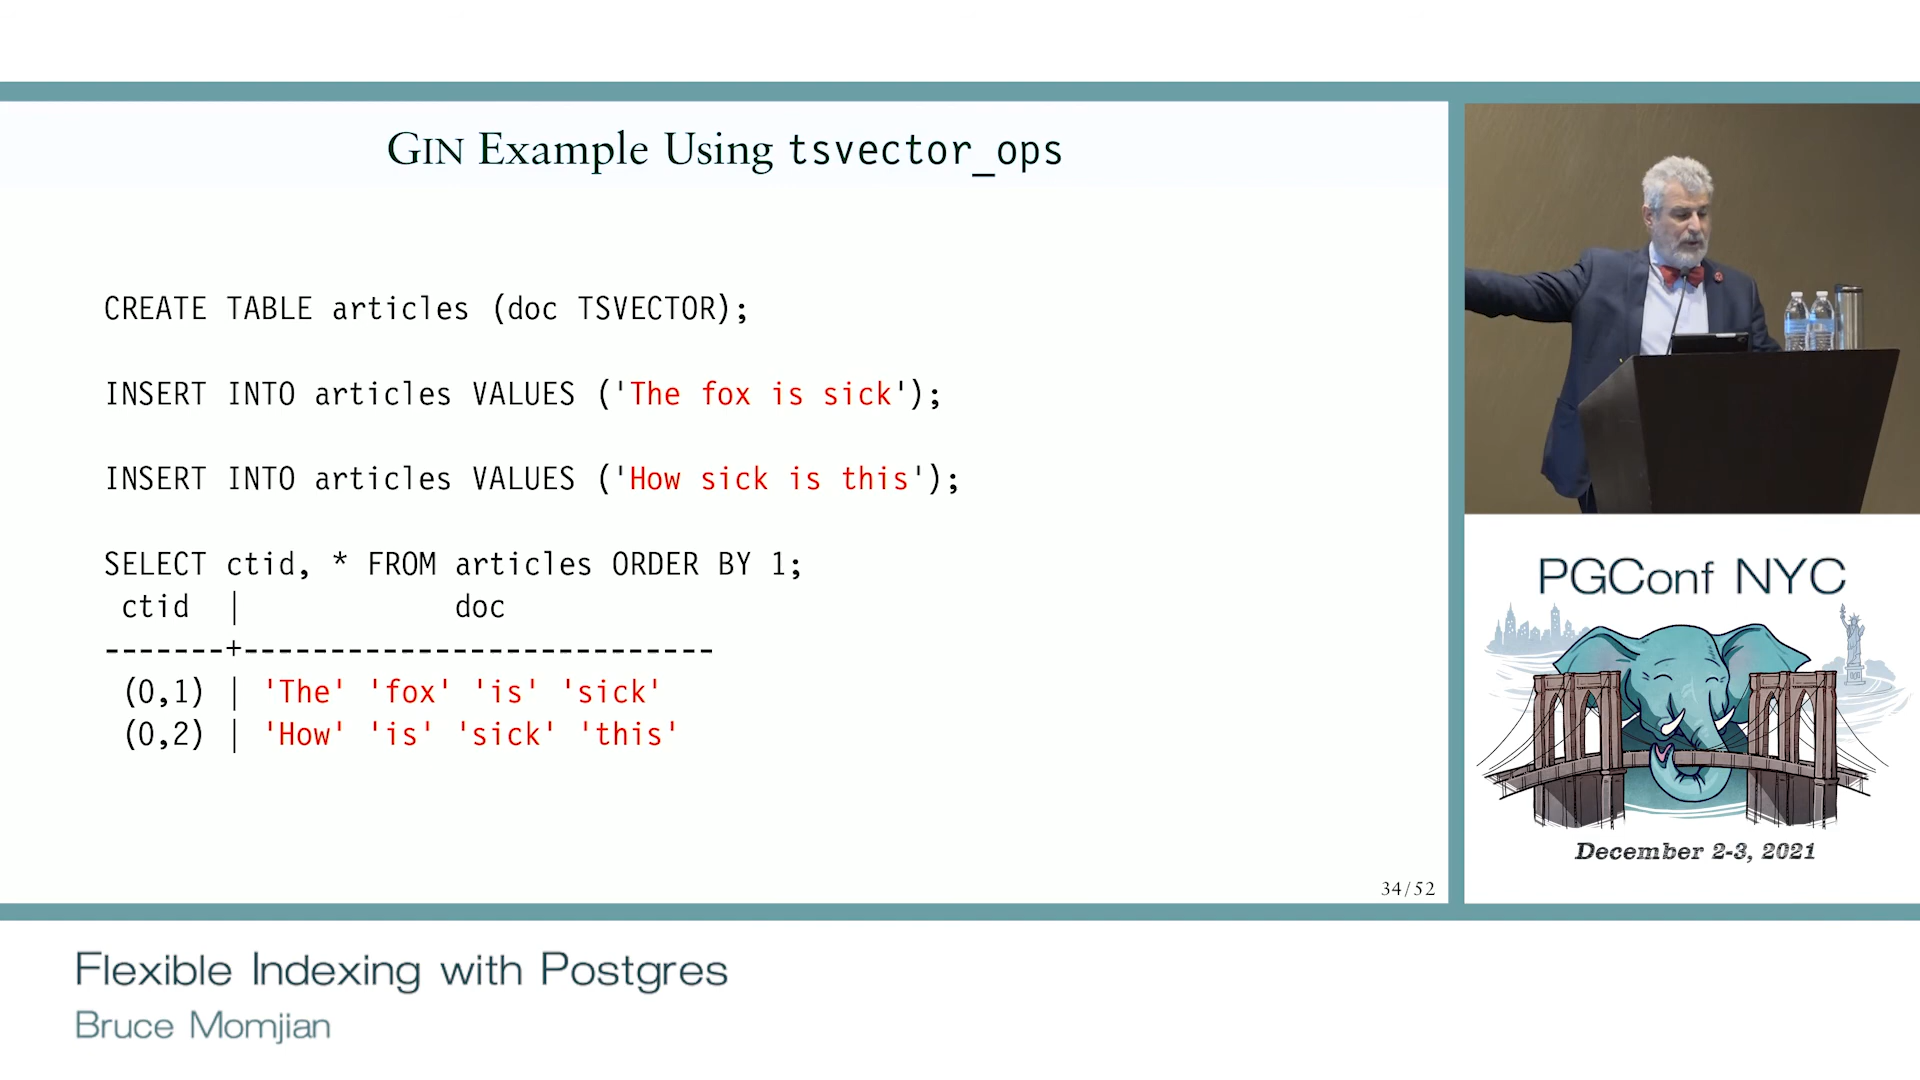 GIN Example Using tsvector_ops
CREATE TABLE articles (doc TSVECTOR);
INSERT INTO articles VALUES ('The fox is sick');
INSERT INTO articles VALUES ('How sick is this');
SELECT ctid, * FROM articles ORDER BY 1;
ctid | doc
-------+---------------------------
(0,1) | 'The' 'fox' 'is' 'sick'
(0,2) | 'How' 'is' 'sick' 'this'
34/52
PGConf NYC
December 2-3, 2021
Flexible Indexing with Postgres
Bruce Momjian